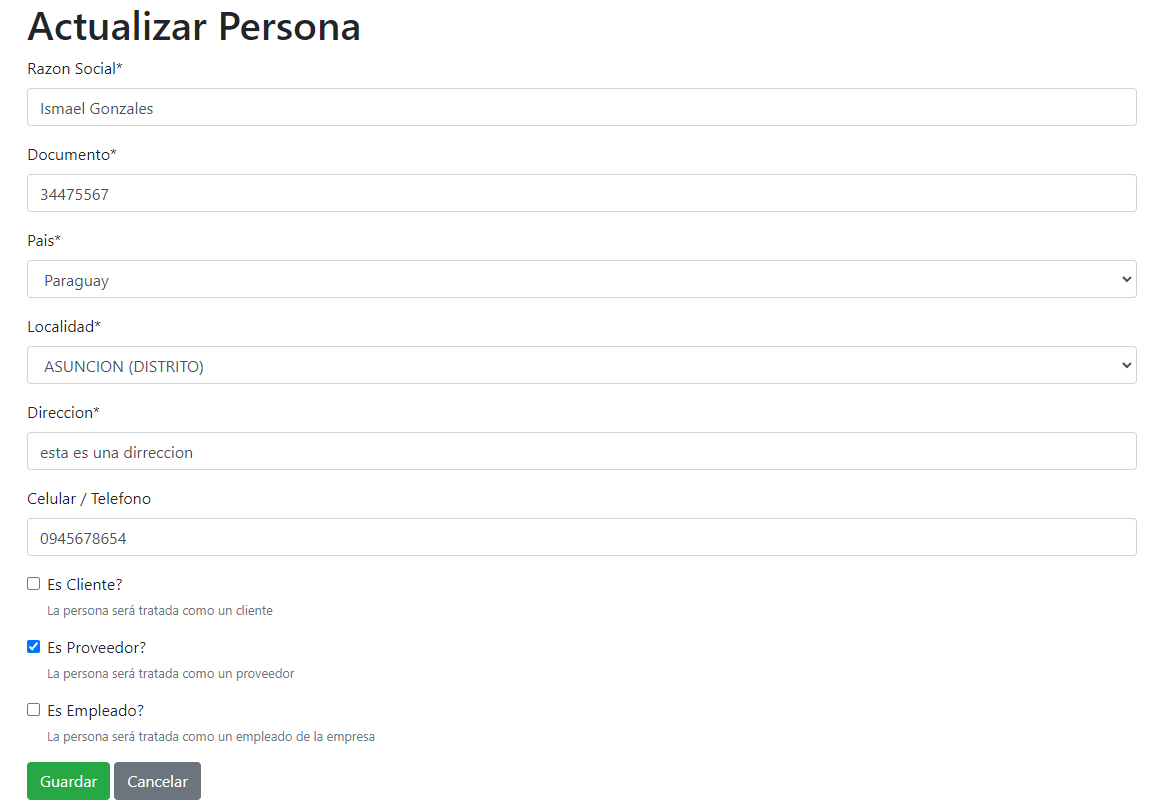 Actualizar Persona
Razon Social*
Ismael Gonzales
Documento*
34475567
Pais*
Paraguay
Localidad*
ASUNCION (DISTRITO)
Direccion*
esta es una dirreccion
Celular / Telefono
0945678654
Es Cliente?
La persona será tratada como un cliente
Es Proveedor?
La persona será tratada como un proveedor
Es Empleado?
La persona será tratada como un empleado de la empresa
Guardar Cancelar